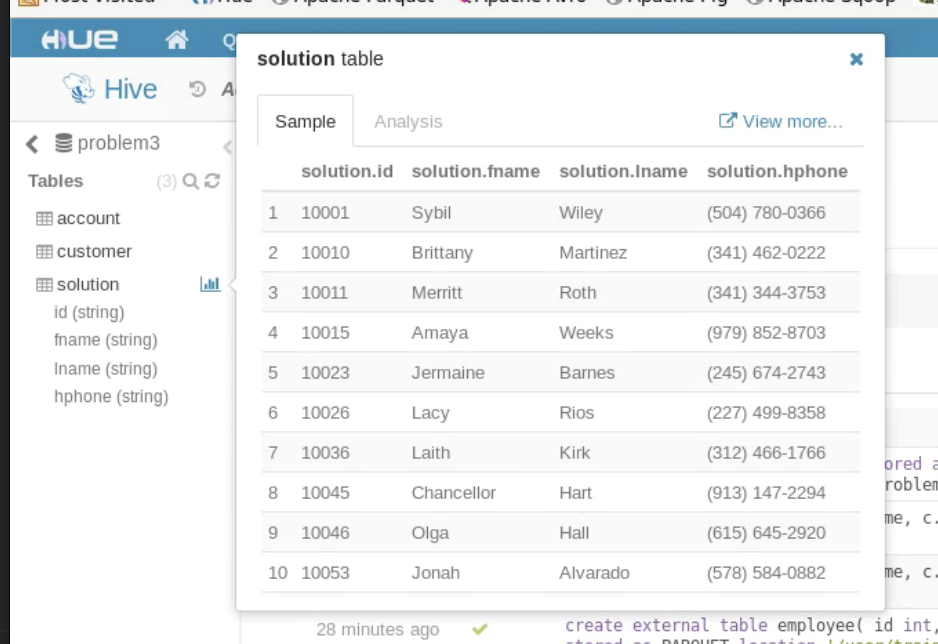 Most Visited Hue Apache Parquet Apache Avro Apache Pig Apache Sqoop
HUE Q
Hive A
solution table
Sample Analysis View more...
problem3
Tables (3)
account
customer
solution
id (string)
fname (string)
lname (string)
hphone (string)
solution.id solution.fname solution.lname solution.hphone
1 10001 Sybil Wiley (504) 780-0366
2 10010 Brittany Martinez (341) 462-0222
3 10011 Merritt Roth (341) 344-3753
4 10015 Amaya Weeks (979) 852-8703
5 10023 Jermaine Barnes (245) 674-2743
6 10026 Lacy Rios (227) 499-8358
7 10036 Laith Kirk (312) 466-1766
8 10045 Chancellor Hart (913) 147-2294
9 10046 Olga Hall (615) 645-2920
10 10053 Jonah Alvarado (578) 584-0882
ored a
roblem
me, c.
me, c.
28 minutes ago create external table employee( id int,
stored as PARQUET location '/user/train